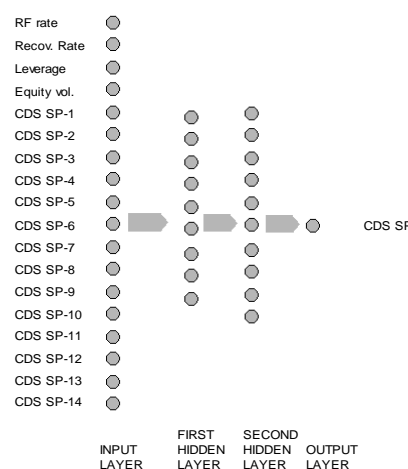 RF rate
Recov. Rate
Leverage
Equity vol.
CDS SP-1
CDS SP-2
CDS SP-3
CDS SP-4
CDS SP-5
CDS SP-6
CDS SP
CDS SP-7
CDS SP-8
CDS SP-9
CDS SP-10
CDS SP-11
CDS SP-12
CDS SP-13
CDS SP-14
INPUT LAYER
FIRST HIDDEN LAYER
SECOND HIDDEN LAYER
OUTPUT LAYER